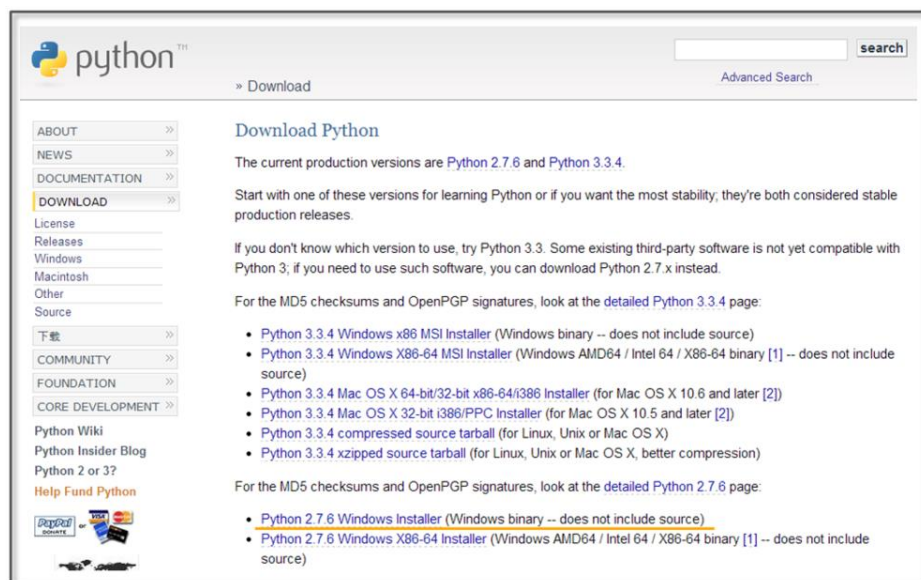 python™
search
Advanced Search
» Download
ABOUT »
NEWS »
DOCUMENTATION »
DOWNLOAD »
License
Releases
Windows
Macintosh
Other
Source
下载 »
COMMUNITY »
FOUNDATION »
CORE DEVELOPMENT »
Python Wiki
Python Insider Blog
Python 2 or 3?
Help Fund Python
PayPal
DONATE
or
VISA
Download Python
The current production versions are Python 2.7.6 and Python 3.3.4.
Start with one of these versions for learning Python or if you want the most stability; they're both considered stable
production releases.
If you don't know which version to use, try Python 3.3. Some existing third-party software is not yet compatible with
Python 3; if you need to use such software, you can download Python 2.7.x instead.
For the MD5 checksums and OpenPGP signatures, look at the detailed Python 3.3.4 page:
• Python 3.3.4 Windows x86 MSI Installer (Windows binary -- does not include source)
• Python 3.3.4 Windows X86-64 MSI Installer (Windows AMD64 / Intel 64 / X86-64 binary [1] -- does not include
source)
• Python 3.3.4 Mac OS X 64-bit/32-bit x86-64/i386 Installer (for Mac OS X 10.6 and later [2])
• Python 3.3.4 Mac OS X 32-bit i386/PPC Installer (for Mac OS X 10.5 and later [2])
• Python 3.3.4 compressed source tarball (for Linux, Unix or Mac OS X)
• Python 3.3.4 xzipped source tarball (for Linux, Unix or Mac OS X, better compression)
For the MD5 checksums and OpenPGP signatures, look at the detailed Python 2.7.6 page:
• Python 2.7.6 Windows Installer (Windows binary -- does not include source)
• Python 2.7.6 Windows X86-64 Installer (Windows AMD64 / Intel 64 / X86-64 binary [1] -- does not include
source)